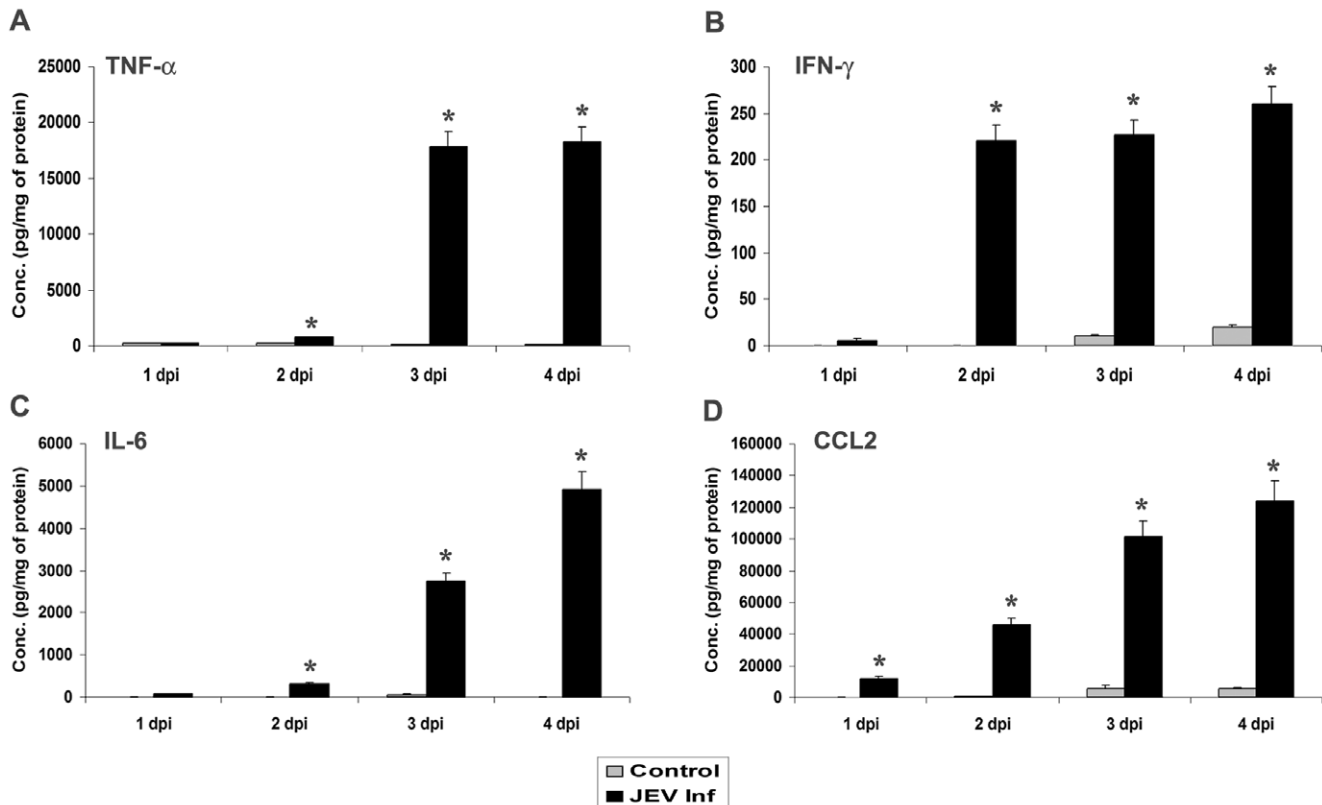 A
TNF-α
Conc. (pg/mg of protein)
25000
20000
15000
10000
5000
0
*
*
*
1 dpi 2 dpi 3 dpi 4 dpi
B
IFN-γ
Conc. (pg/mg of protein)
300
250
200
150
100
50
0
*
*
*
1 dpi 2 dpi 3 dpi 4 dpi
C
IL-6
Conc. (pg/mg of protein)
6000
5000
4000
3000
2000
1000
0
*
*
*
1 dpi 2 dpi 3 dpi 4 dpi
D
CCL2
Conc. (pg/mg of protein)
160000
140000
120000
100000
80000
60000
40000
20000
0
*
*
*
*
1 dpi 2 dpi 3 dpi 4 dpi
Control
JEV Inf